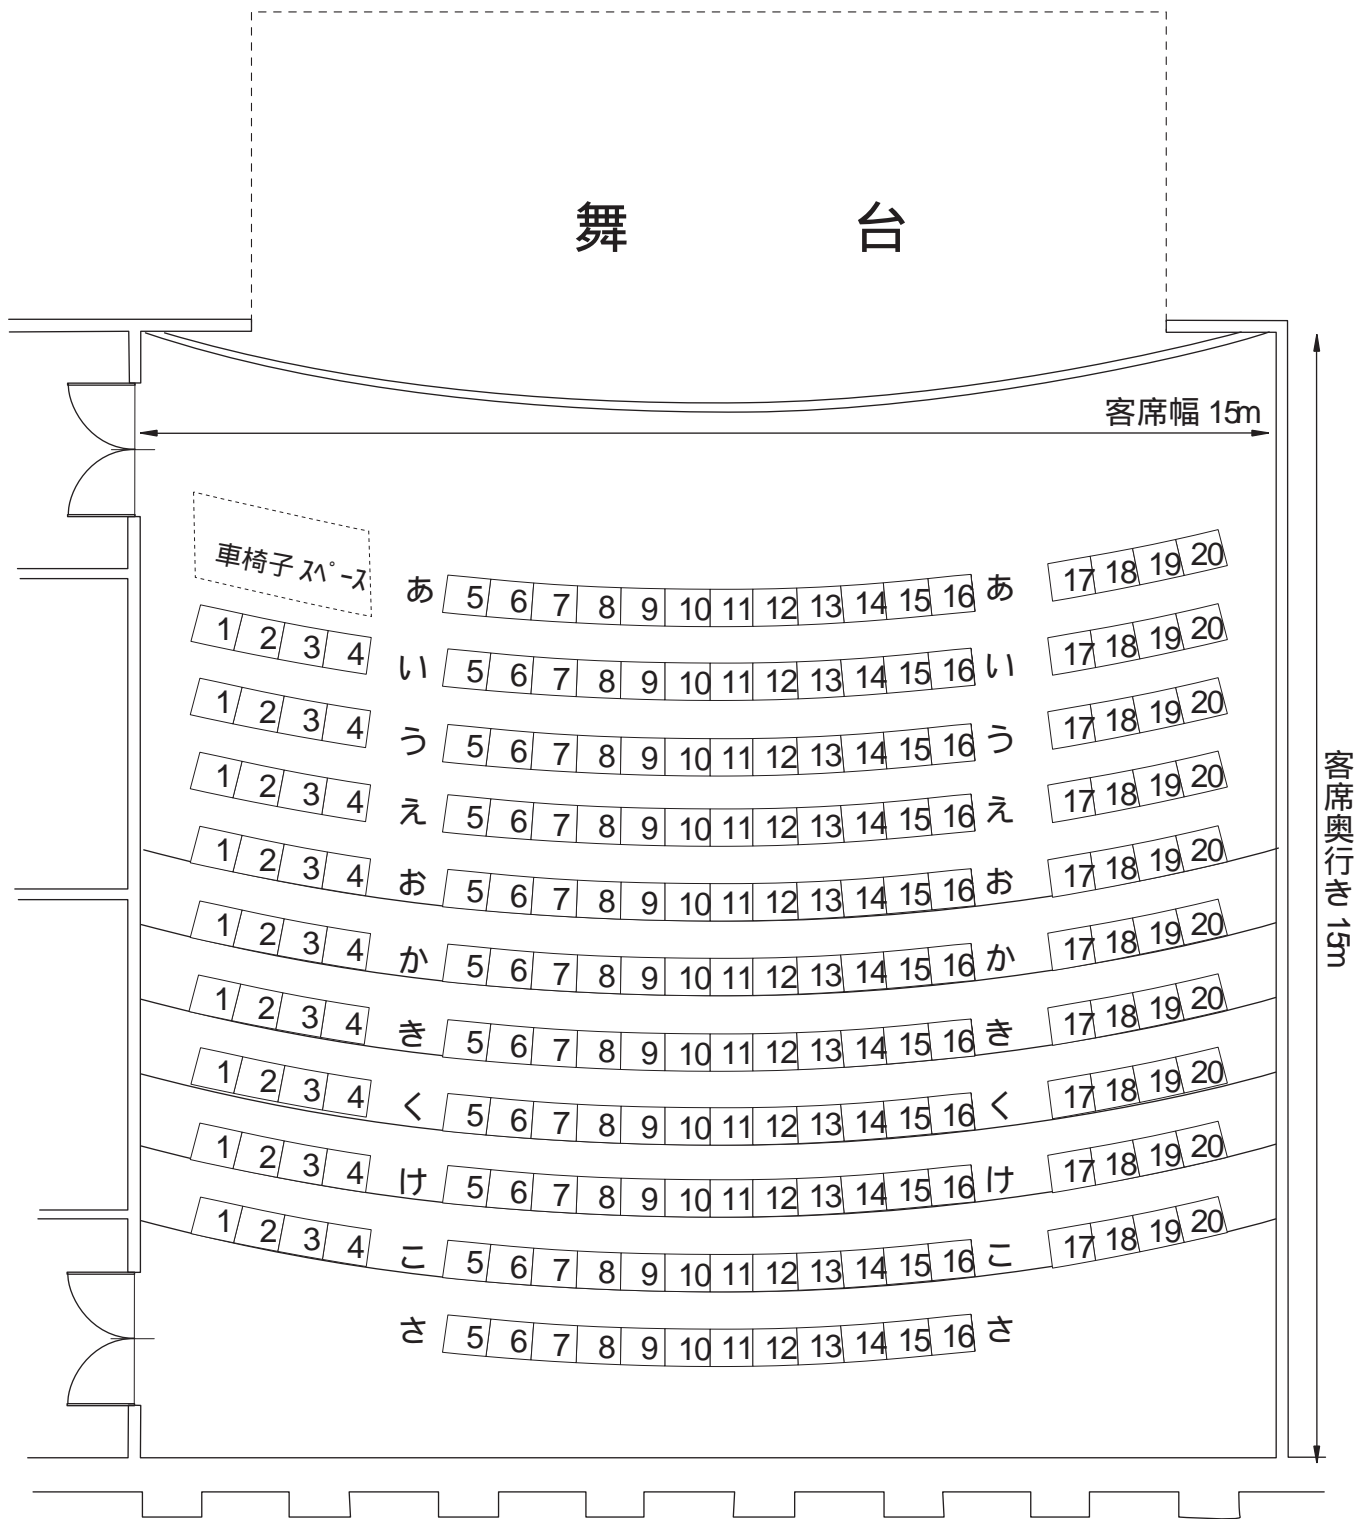 舞 台
客席幅 15m
客席奥行き 15m
車椅子 スペース
あ 5 6 7 8 9 10 11 12 13 14 15 16 あ 17 18 19 20
1 2 3 4 い 5 6 7 8 9 10 11 12 13 14 15 16 い 17 18 19 20
1 2 3 4 う 5 6 7 8 9 10 11 12 13 14 15 16 う 17 18 19 20
1 2 3 4 え 5 6 7 8 9 10 11 12 13 14 15 16 え 17 18 19 20
1 2 3 4 お 5 6 7 8 9 10 11 12 13 14 15 16 お 17 18 19 20
1 2 3 4 か 5 6 7 8 9 10 11 12 13 14 15 16 か 17 18 19 20
1 2 3 4 き 5 6 7 8 9 10 11 12 13 14 15 16 き 17 18 19 20
1 2 3 4 く 5 6 7 8 9 10 11 12 13 14 15 16 く 17 18 19 20
1 2 3 4 け 5 6 7 8 9 10 11 12 13 14 15 16 け 17 18 19 20
1 2 3 4 こ 5 6 7 8 9 10 11 12 13 14 15 16 こ 17 18 19 20
さ 5 6 7 8 9 10 11 12 13 14 15 16 さ